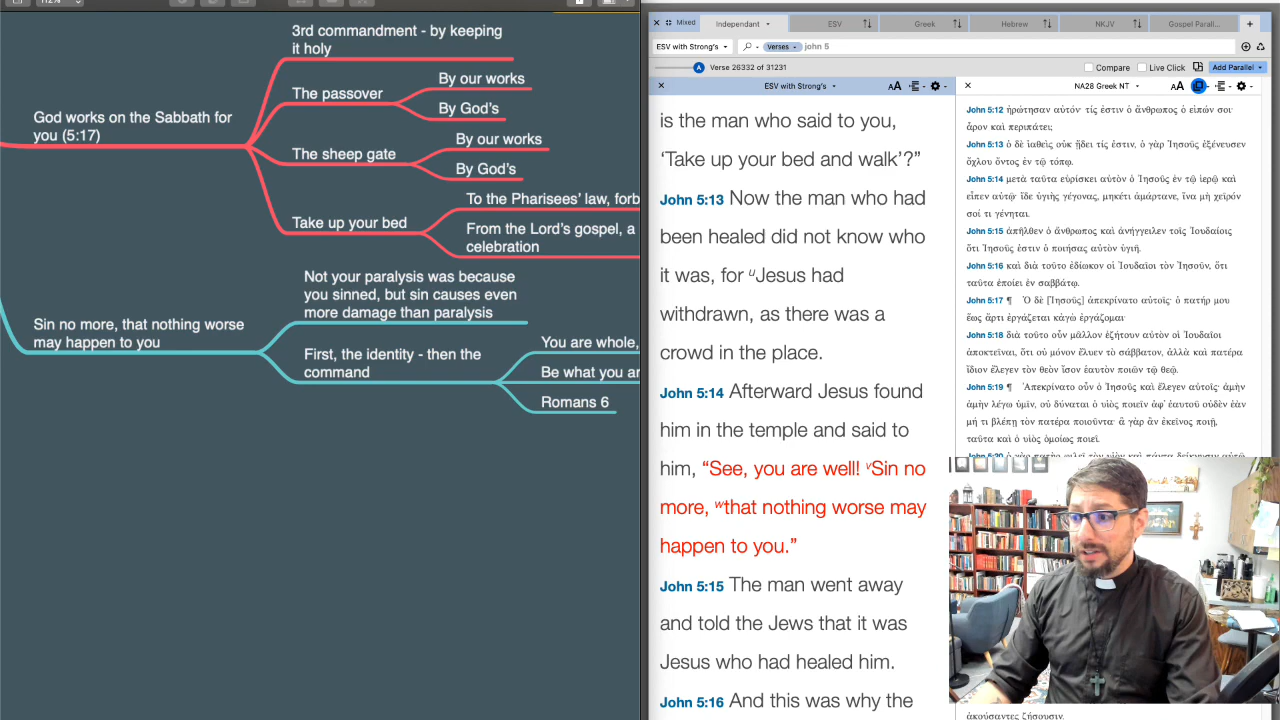 3rd commandment - by keeping
it holy
By our works
The passover
By God's
God works on the Sabbath for
you (5:17)
By our works
The sheep gate
By God's
To the Pharisees' law, forb
Take up your bed
From the Lord's gospel, a
celebration
Not your paralysis was because
you sinned, but sin causes even
more damage than paralysis
Sin no more, that nothing worse
may happen to you
First, the identity - then the
command
You are whole,
Be what you ar
Romans 6
Mixed
Independant
ESV
Greek
Hebrew
NKJV
Gospel Parall...
ESV with Strong's
Verses
john 5
Verse 26332 of 31231
Compare
Live Click
Add Parallel
ESV with Strong's
is the man who said to you,
‘Take up your bed and walk’?”
John 5:13 Now the man who had
been healed did not know who
it was, for uJesus had
withdrawn, as there was a
crowd in the place.
John 5:14 Afterward Jesus found
him in the temple and said to
him, “See, you are well! vSin no
more, wthat nothing worse may
happen to you.”
John 5:15 The man went away
and told the Jews that it was
Jesus who had healed him.
John 5:16 And this was why the
NA28 Greek NT
John 5:12 ἠρώτησαν αὐτόν· τίς ἐστιν ὁ ἄνθρωπος ὁ εἰπών σοι·
ἆρον καὶ περιπάτει;
John 5:13 ὁ δὲ ἰαθεὶς οὐκ ᾔδει τίς ἐστιν, ὁ γὰρ Ἰησοῦς ἐξένευσεν
ὄχλου ὄντος ἐν τῷ τόπῳ.
John 5:14 μετὰ ταῦτα εὑρίσκει αὐτὸν ὁ Ἰησοῦς ἐν τῷ ἱερῷ καὶ
εἶπεν αὐτῷ· ἴδε ὑγιὴς γέγονας, μηκέτι ἁμάρτανε, ἵνα μὴ χεῖρόν
σοί τι γένηται.
John 5:15 ἀπῆλθεν ὁ ἄνθρωπος καὶ ἀνήγγειλεν τοῖς Ἰουδαίοις
ὅτι Ἰησοῦς ἐστιν ὁ ποιήσας αὐτὸν ὑγιῆ.
John 5:16 καὶ διὰ τοῦτο ἐδίωκον οἱ Ἰουδαῖοι τὸν Ἰησοῦν, ὅτι
ταῦτα ἐποίει ἐν σαββάτῳ.
John 5:17 ¶ Ὁ δὲ [Ἰησοῦς] ἀπεκρίνατο αὐτοῖς· ὁ πατήρ μου
ἕως ἄρτι ἐργάζεται κἀγὼ ἐργάζομαι·
John 5:18 διὰ τοῦτο οὖν μᾶλλον ἐζήτουν αὐτὸν οἱ Ἰουδαῖοι
ἀποκτεῖναι, ὅτι οὐ μόνον ἔλυεν τὸ σάββατον, ἀλλὰ καὶ πατέρα
ἴδιον ἔλεγεν τὸν θεὸν ἴσον ἑαυτὸν ποιῶν τῷ θεῷ.
John 5:19 ¶ Ἀπεκρίνατο οὖν ὁ Ἰησοῦς καὶ ἔλεγεν αὐτοῖς· ἀμὴν
ἀμὴν λέγω ὑμῖν, οὐ δύναται ὁ υἱὸς ποιεῖν ἀφ᾽ ἑαυτοῦ οὐδὲν ἐὰν
μή τι βλέπῃ τὸν πατέρα ποιοῦντα· ἃ γὰρ ἂν ἐκεῖνος ποιῇ,
ταῦτα καὶ ὁ υἱὸς ὁμοίως ποιεῖ.
John 5:20 ὁ γὰρ πατὴρ φιλεῖ τὸν υἱὸν καὶ πάντα δείκνυσιν αὐτῷ
ἀκούσαντες ζήσουσιν.